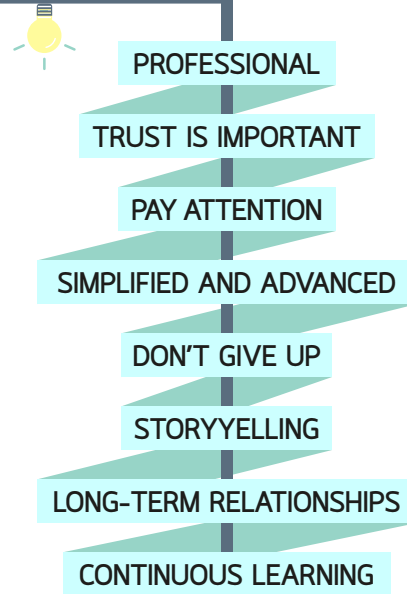 PROFESSIONAL
TRUST IS IMPORTANT
PAY ATTENTION
SIMPLIFIED AND ADVANCED
DON'T GIVE UP
STORYYELLING
LONG-TERM RELATIONSHIPS
CONTINUOUS LEARNING